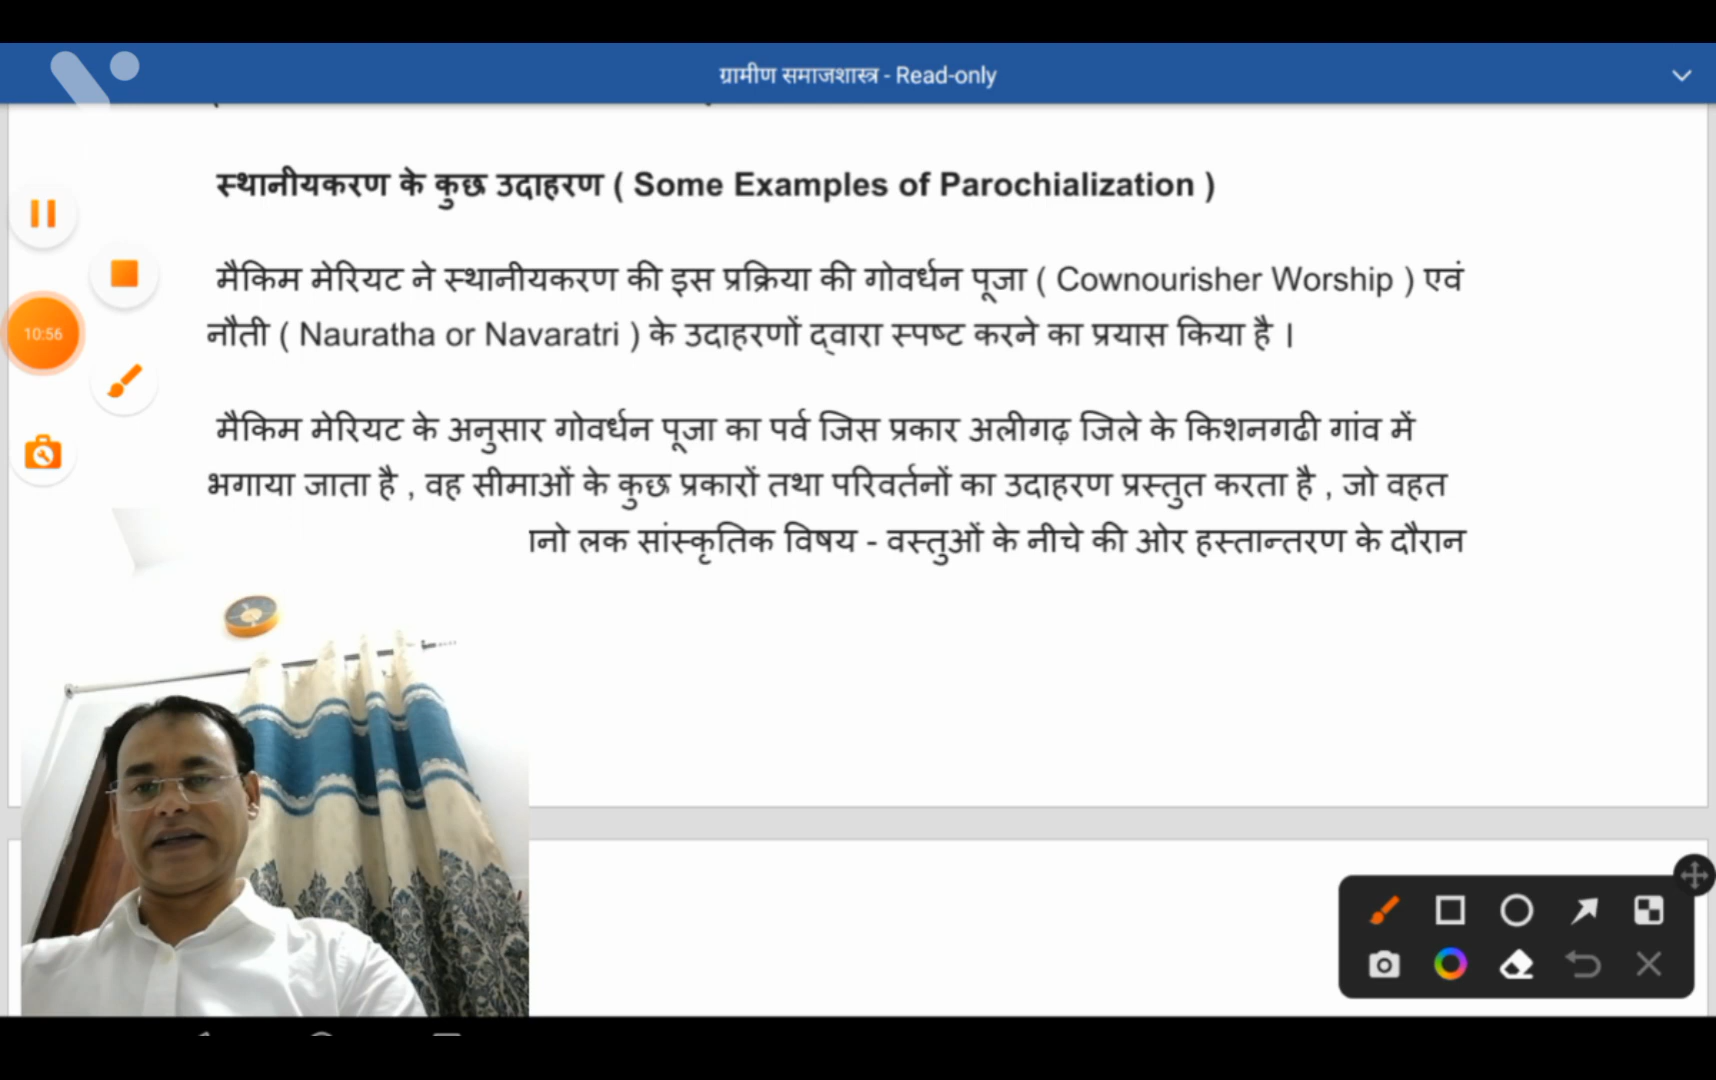 ग्रामीण समाजशास्त्र - Read-only
स्थानीयकरण के कुछ उदाहरण ( Some Examples of Parochialization )
मैकिम मेरियट ने स्थानीयकरण की इस प्रक्रिया की गोवर्धन पूजा ( Cownourisher Worship ) एवं
नौती ( Nauratha or Navaratri ) के उदाहरणों द्वारा स्पष्ट करने का प्रयास किया है ।
10:56
मैकिम मेरियट के अनुसार गोवर्धन पूजा का पर्व जिस प्रकार अलीगढ़ जिले के किशनगढी गांव में
भगाया जाता है , वह सीमाओं के कुछ प्रकारों तथा परिवर्तनों का उदाहरण प्रस्तुत करता है , जो वहत
ानो लक सांस्कृतिक विषय - वस्तुओं के नीचे की ओर हस्तान्तरण के दौरान